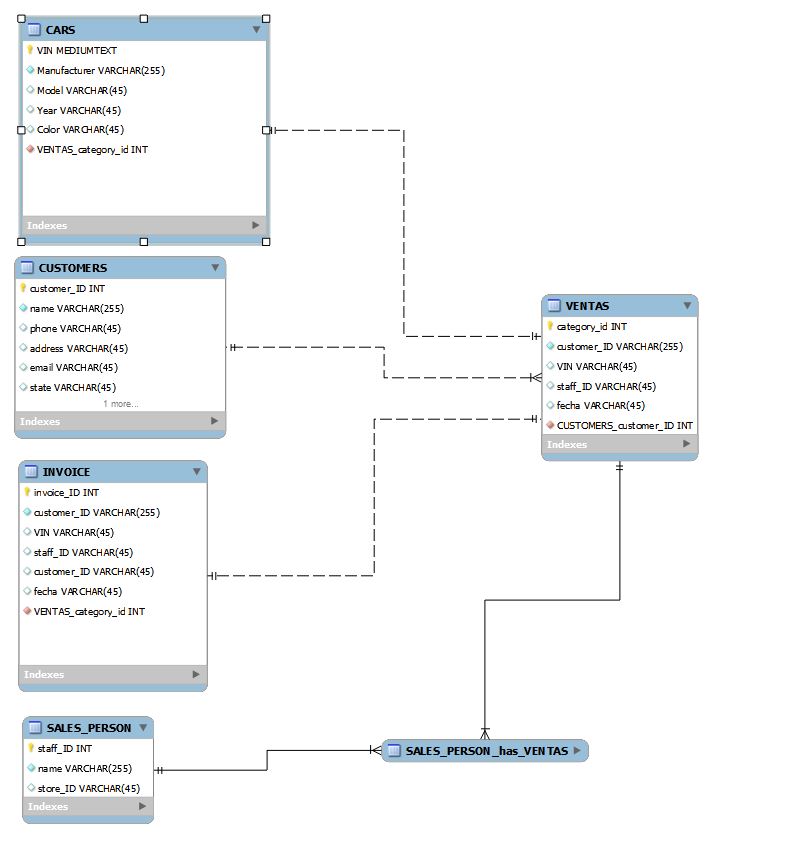 CARS
VIN MEDIUMTEXT
Manufacturer VARCHAR(255)
Model VARCHAR(45)
Year VARCHAR(45)
Color VARCHAR(45)
VENTAS_category_id INT
Indexes
CUSTOMERS
customer_ID INT
name VARCHAR(255)
phone VARCHAR(45)
address VARCHAR(45)
email VARCHAR(45)
state VARCHAR(45)
1 more...
Indexes
INVOICE
invoice_ID INT
customer_ID VARCHAR(255)
VIN VARCHAR(45)
staff_ID VARCHAR(45)
customer_ID VARCHAR(45)
fecha VARCHAR(45)
VENTAS_category_id INT
Indexes
SALES_PERSON
staff_ID INT
name VARCHAR(255)
store_ID VARCHAR(45)
Indexes
VENTAS
category_id INT
customer_ID VARCHAR(255)
VIN VARCHAR(45)
staff_ID VARCHAR(45)
fecha VARCHAR(45)
CUSTOMERS_customer_ID INT
Indexes
SALES_PERSON_has_VENTAS